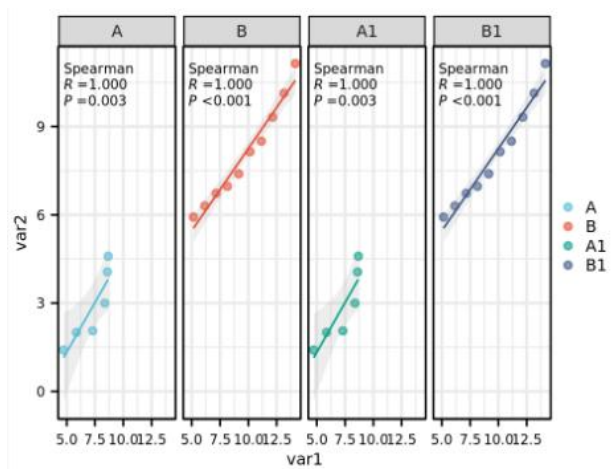 A B A1 B1
Spearman Spearman Spearman Spearman
R =1.000 R =1.000 R =1.000 R =1.000
P =0.003 P <0.001 P =0.003 P <0.001
9
6
3
0
var2
A
B
A1
B1
5.0 7.5 10.0 12.5 5.0 7.5 10.0 12.5 5.0 7.5 10.0 12.5 5.0 7.5 10.0 12.5
var1